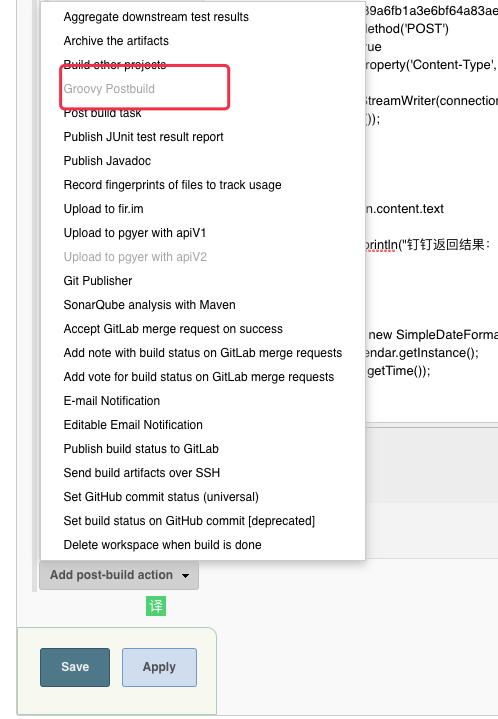 Aggregate downstream test results
Archive the artifacts
Build other projects
Groovy Postbuild
Post build task
Publish JUnit test result report
Publish Javadoc
Record fingerprints of files to track usage
Upload to fir.im
Upload to pgyer with apiV1
Upload to pgyer with apiV2
Git Publisher
SonarQube analysis with Maven
Accept GitLab merge request on success
Add note with build status on GitLab merge requests
Add vote for build status on GitLab merge requests
E-mail Notification
Editable Email Notification
Publish build status to GitLab
Send build artifacts over SSH
Set GitHub commit status (universal)
Set build status on GitHub commit [deprecated]
Delete workspace when build is done
39a6fb1a3e6bf64a83ae
ethod('POST')
rue
roperty('Content-Type',
StreamWriter(connection
());
n.content.text
println("钉钉返回结果:
new SimpleDateForma
endar.getInstance();
getTime());
Add post-build action
译
Save
Apply